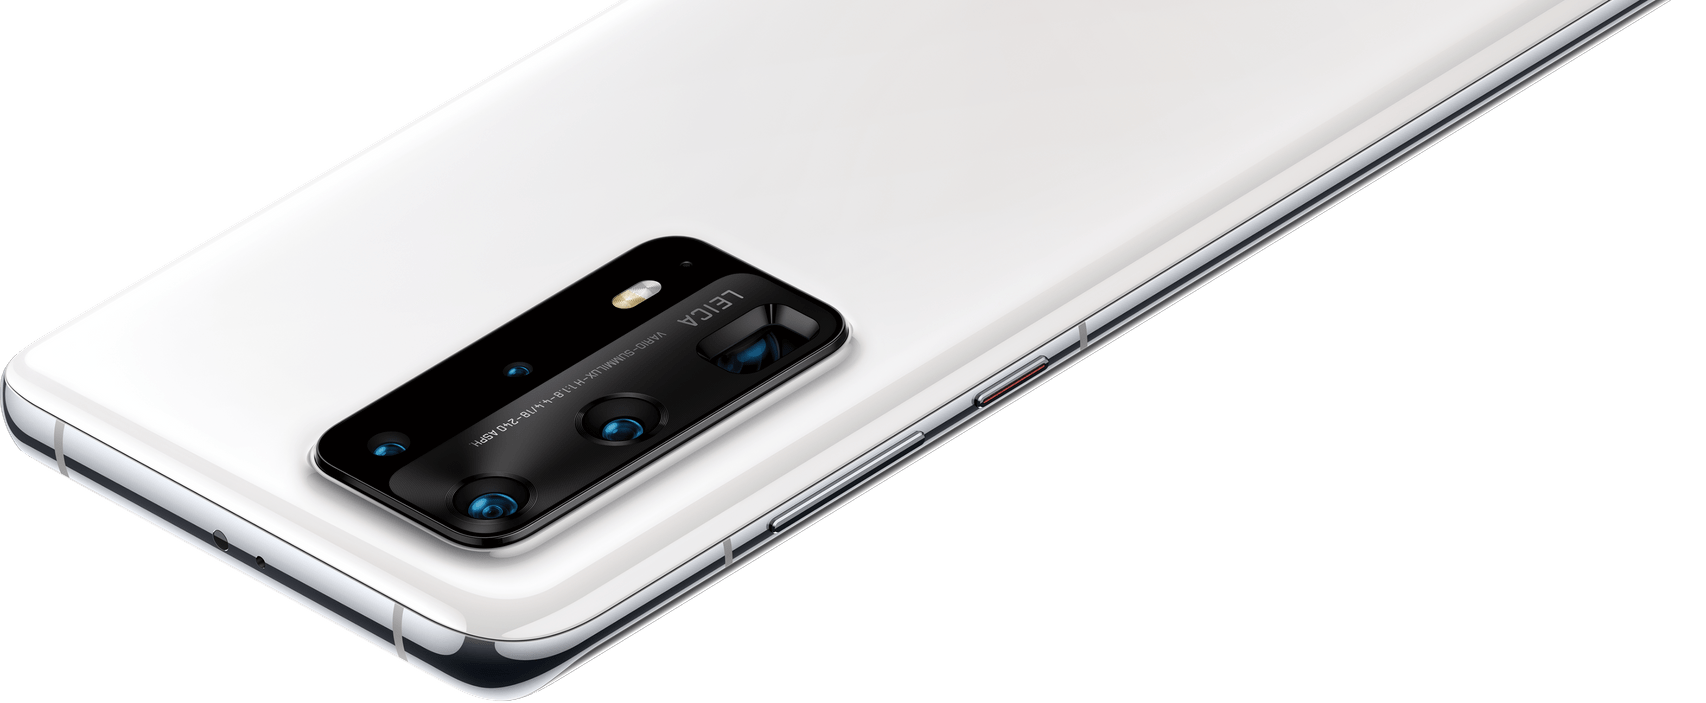 LEICA
VARIO-SUMMILUX-H 1:1.8-4.4/18-240 ASPH.